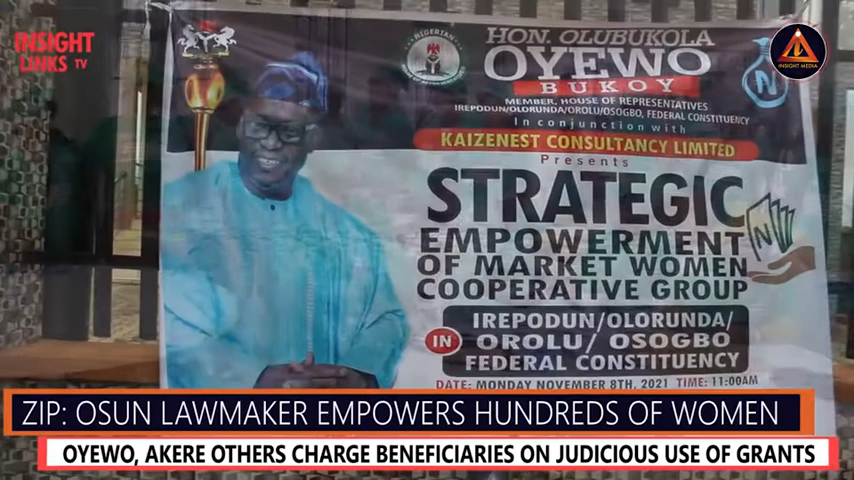 INSIGHT
LINKS TV
INSIGHT MEDIA
NIGERIAN
N
HON. OLUBUKOLA
OYEWO
BUKOY
MEMBER, HOUSE OF REPRESENTATIVES
IREPODUN/OLORUNDA/OROLU/OSOGBO, FEDERAL CONSTITUENCY
In conjunction with
KAIZENEST CONSULTANCY LIMITED
Presents
STRATEGIC
EMPOWERMENT
OF MARKET WOMEN
COOPERATIVE GROUP
N
IN
IREPODUN/OLORUNDA/
OROLU/ OSOGBO
FEDERAL CONSTITUENCY
DATE: MONDAY NOVEMBER 8TH, 2021 TIME: 11:00AM
ZIP: OSUN LAWMAKER EMPOWERS HUNDREDS OF WOMEN
OYEWO, AKERE OTHERS CHARGE BENEFICIARIES ON JUDICIOUS USE OF GRANTS